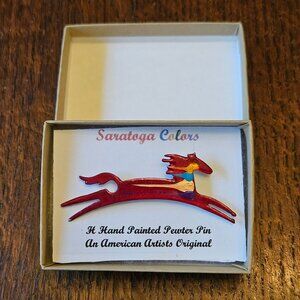 Saratoga Colors
A Hand Painted Pewter Pin
An American Artists Original